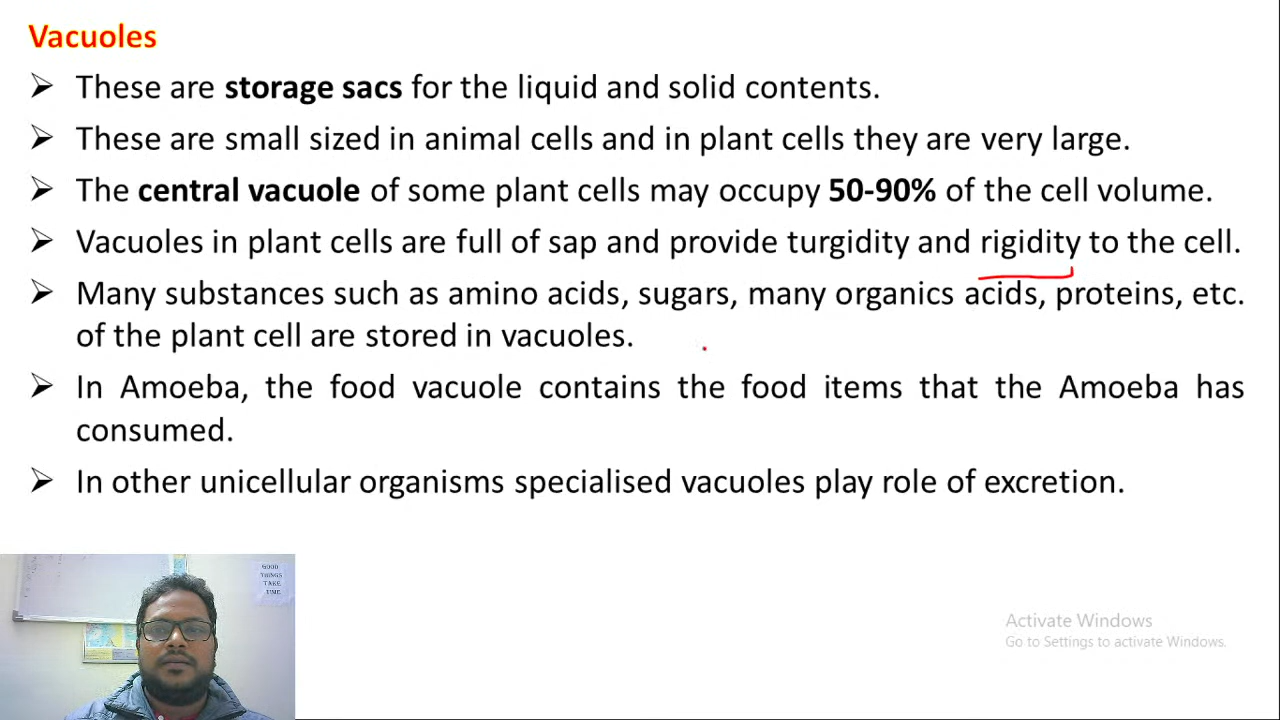 Vacuoles
➢ These are storage sacs for the liquid and solid contents.
➢ These are small sized in animal cells and in plant cells they are very large.
➢ The central vacuole of some plant cells may occupy 50-90% of the cell volume.
➢ Vacuoles in plant cells are full of sap and provide turgidity and rigidity to the cell.
➢ Many substances such as amino acids, sugars, many organics acids, proteins, etc.
of the plant cell are stored in vacuoles.
➢ In Amoeba, the food vacuole contains the food items that the Amoeba has
consumed.
➢ In other unicellular organisms specialised vacuoles play role of excretion.
GOOD
THINGS
TAKE
TIME
Activate Windows
Go to Settings to activate Windows.